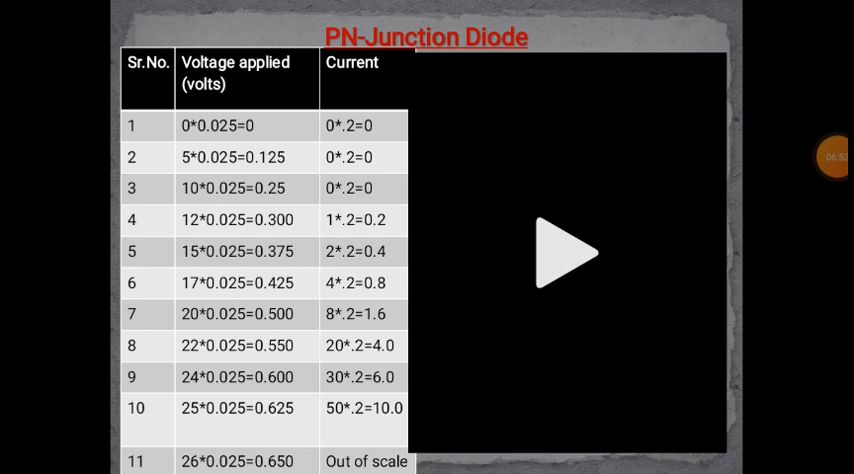 PN-Junction Diode
Sr.No. Voltage applied (volts) Current
1 0*0.025=0 0*.2=0
2 5*0.025=0.125 0*.2=0
3 10*0.025=0.25 0*.2=0
4 12*0.025=0.300 1*.2=0.2
5 15*0.025=0.375 2*.2=0.4
6 17*0.025=0.425 4*.2=0.8
7 20*0.025=0.500 8*.2=1.6
8 22*0.025=0.550 20*.2=4.0
9 24*0.025=0.600 30*.2=6.0
10 25*0.025=0.625 50*.2=10.0
11 26*0.025=0.650 Out of scale